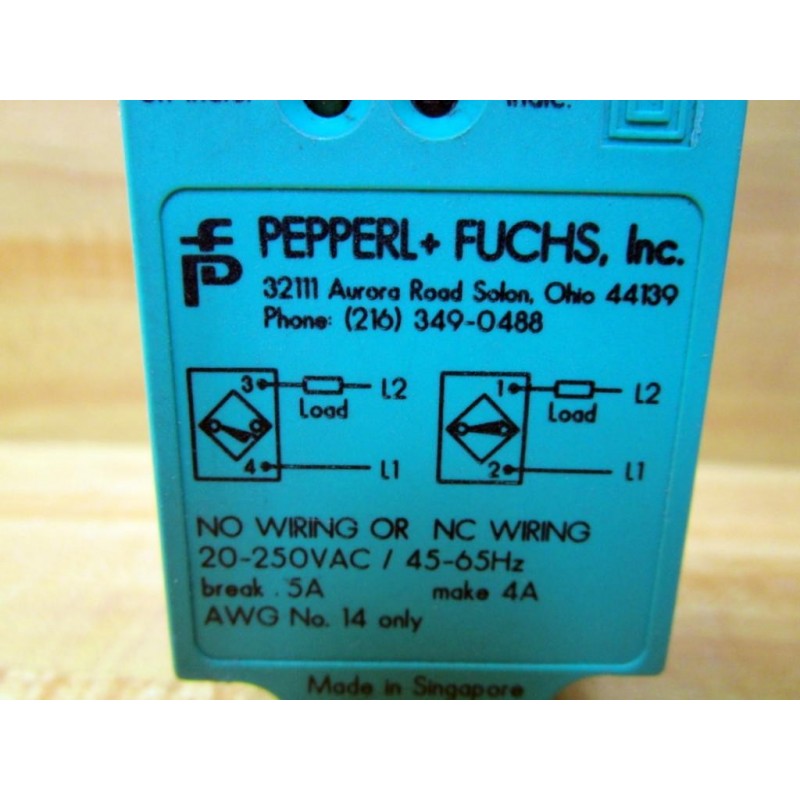 Indic.
PEPPERL+ FUCHS, Inc.
32111 Aurora Road Solon, Ohio 44139
Phone: (216) 349-0488
3 L2 1 L2
Load Load
4 L1 2 L1
NO WIRING OR NC WIRING
20-250VAC / 45-65Hz
break .5A make 4A
AWG No. 14 only
Made in Singapore